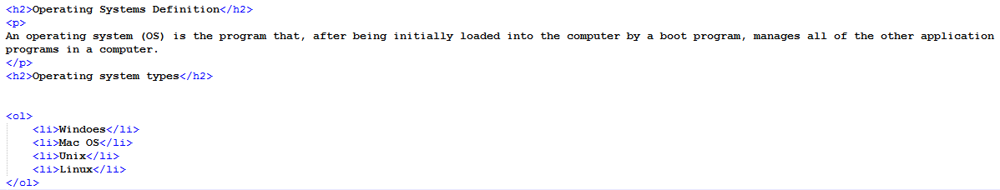 <h2>Operating Systems Definition</h2>
<p>
An operating system (OS) is the program that, after being initially loaded into the computer by a boot program, manages all of the other application
programs in a computer.
</p>
<h2>Operating system types</h2>
<ol>
<li>Windoes</li>
<li>Mac OS</li>
<li>Unix</li>
<li>Linux</li>
</ol>